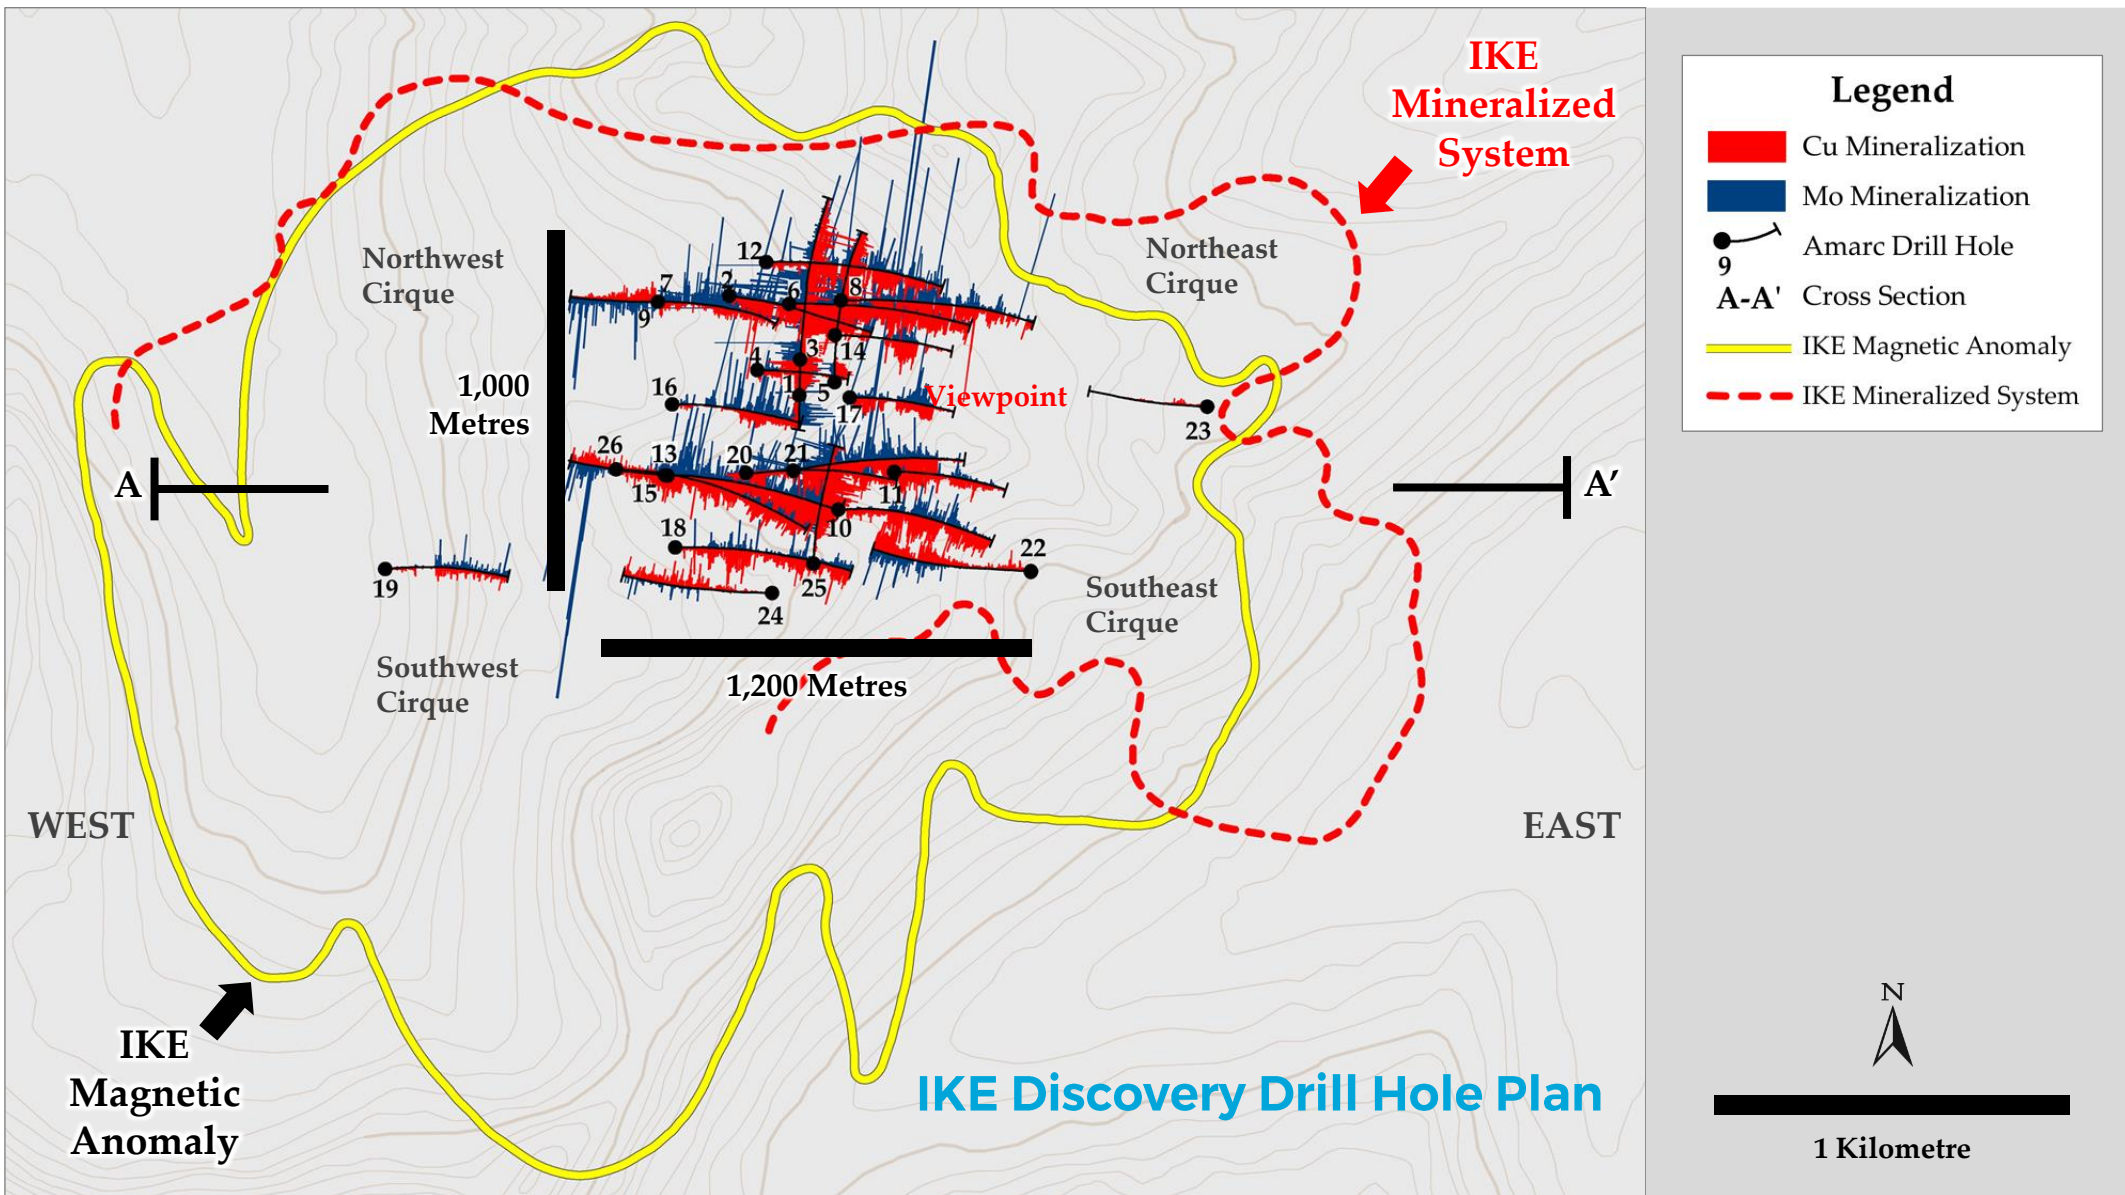 IKE
Mineralized
System
Legend
Cu Mineralization
Mo Mineralization
Amarc Drill Hole
9
A-A' Cross Section
IKE Magnetic Anomaly
IKE Mineralized System
Northwest
Cirque
Northeast
Cirque
12
7
2
6
8
9
3
14
4
1
5
16
17
Viewpoint
23
1,000
Metres
26
13
20
21
15
11
10
18
22
19
25
24
A
A′
Southeast
Cirque
Southwest
Cirque
1,200 Metres
WEST
EAST
IKE
Magnetic
Anomaly
IKE Discovery Drill Hole Plan
N
1 Kilometre